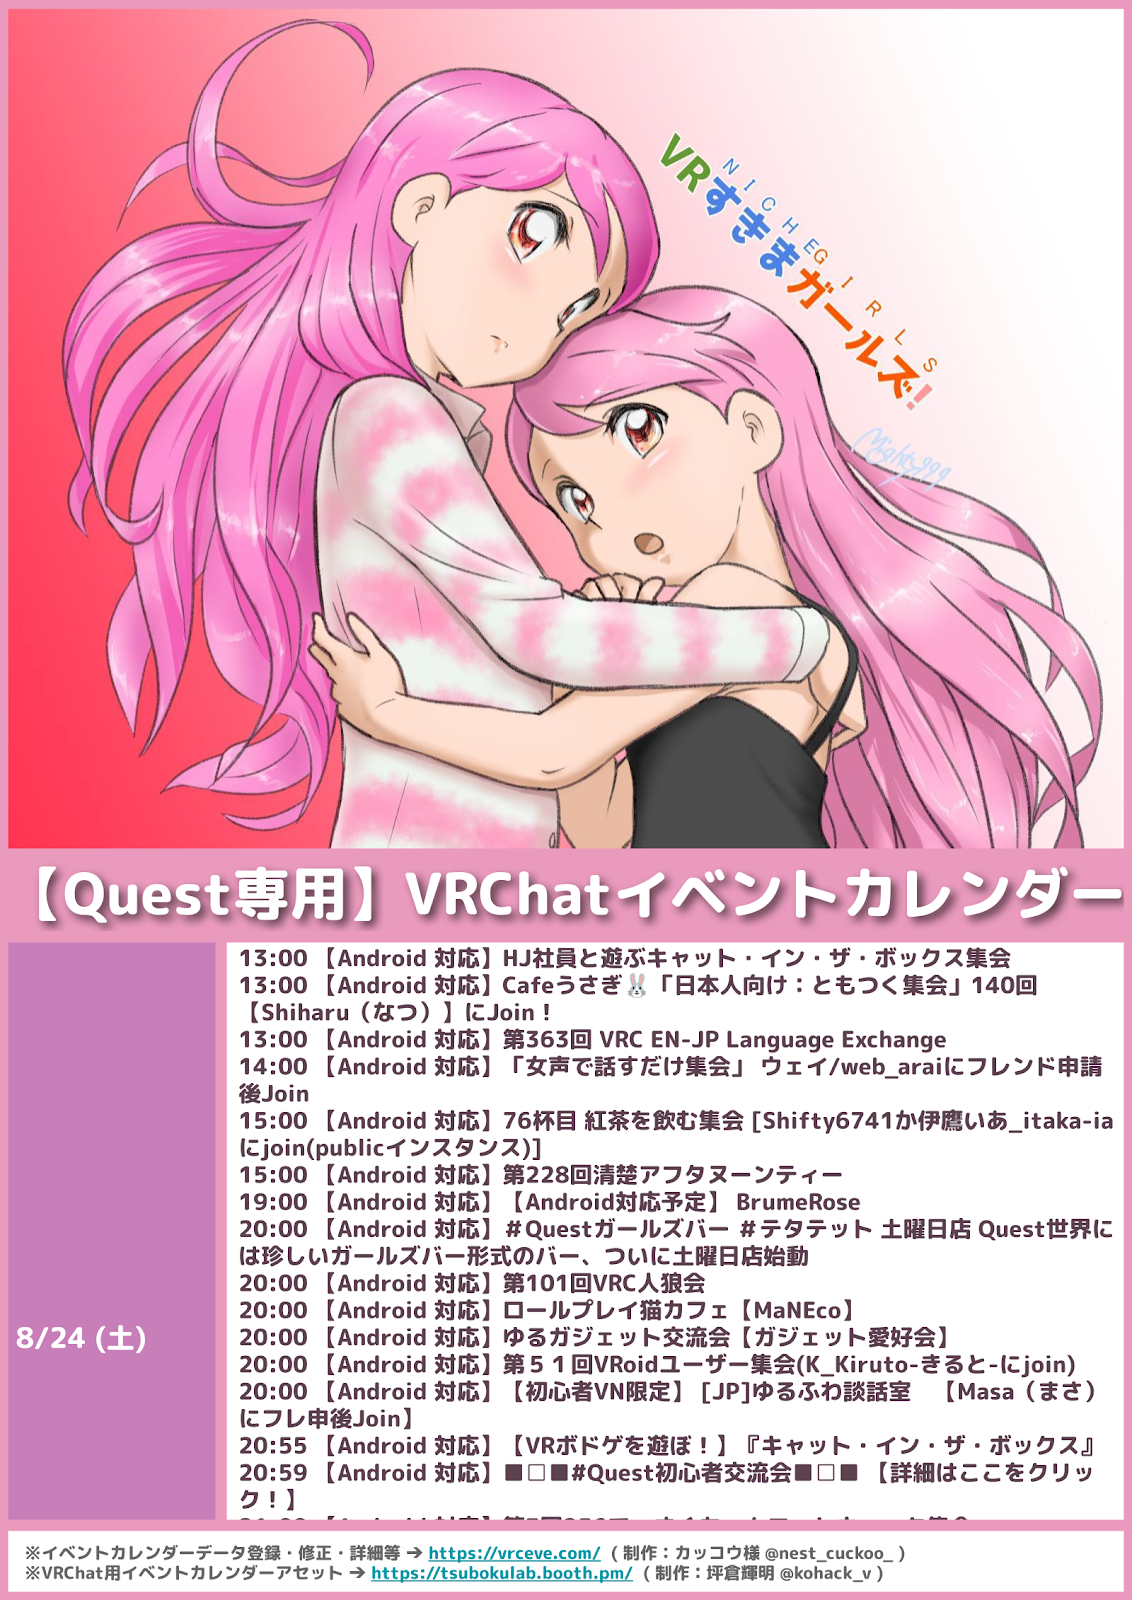 NICHE GIRLS
VRすきまガールズ!
Mighty999
【Quest専用】VRChatイベントカレンダー
8/24 (土)
13:00 【Android 対応】HJ社員と遊ぶキャット・イン・ザ・ボックス集会
13:00 【Android 対応】Cafeうさぎ🐰「日本人向け：ともつく集会」140回
【Shiharu（なつ）】にJoin！
13:00 【Android 対応】第363回 VRC EN-JP Language Exchange
14:00 【Android 対応】「女声で話すだけ集会」 ウェイ/web_araiにフレンド申請
後Join
15:00 【Android 対応】76杯目 紅茶を飲む集会 [Shifty6741か伊鷹いあ_itaka-ia
にjoin(publicインスタンス)]
15:00 【Android 対応】第228回清楚アフタヌーンティー
19:00 【Android 対応】【Android対応予定】 BrumeRose
20:00 【Android 対応】＃Questガールズバー ＃テタテット 土曜日店 Quest世界に
は珍しいガールズバー形式のバー、ついに土曜日店始動
20:00 【Android 対応】第101回VRC人狼会
20:00 【Android 対応】ロールプレイ猫カフェ【MaNEco】
20:00 【Android 対応】ゆるガジェット交流会【ガジェット愛好会】
20:00 【Android 対応】第５１回VRoidユーザー集会(K_Kiruto-きると-にjoin)
20:00 【Android 対応】【初心者VN限定】 [JP]ゆるふわ談話室　【Masa（まさ）
にフレ申後Join】
20:55 【Android 対応】【VRボドゲを遊ぼ！】『キャット・イン・ザ・ボックス』
20:59 【Android 対応】■□■#Quest初心者交流会■□■ 【詳細はここをクリッ
ク！】
※イベントカレンダーデータ登録・修正・詳細等 ➔ https://vrceve.com/ （ 制作：カッコウ様 @nest_cuckoo_ ）
※VRChat用イベントカレンダーアセット ➔ https://tsubokulab.booth.pm/ （ 制作：坪倉輝明 @kohack_v ）